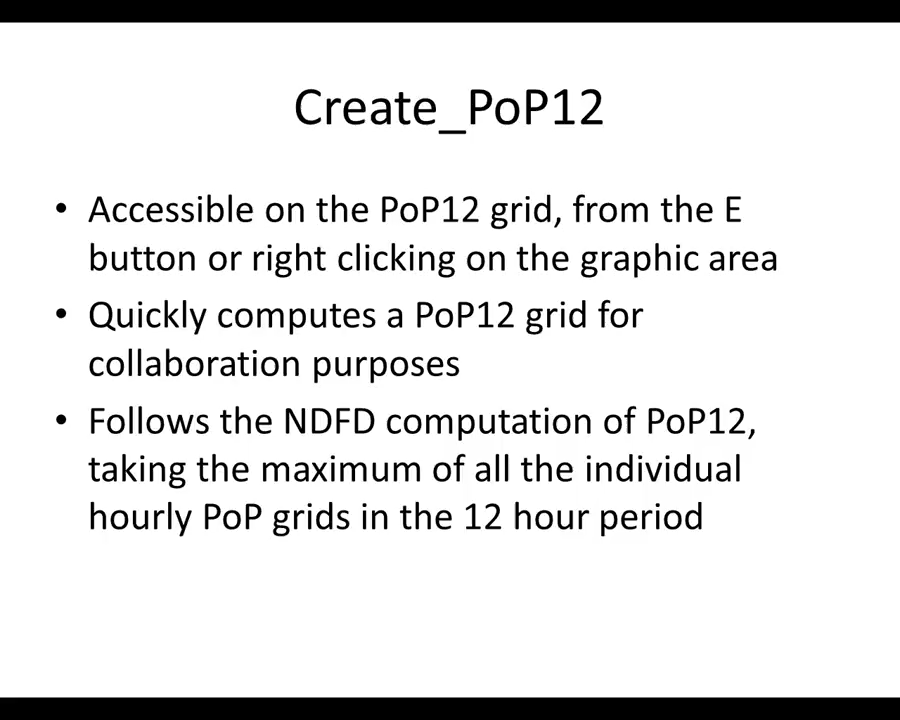 Create_PoP12
• Accessible on the PoP12 grid, from the E
button or right clicking on the graphic area
• Quickly computes a PoP12 grid for
collaboration purposes
• Follows the NDFD computation of PoP12,
taking the maximum of all the individual
hourly PoP grids in the 12 hour period